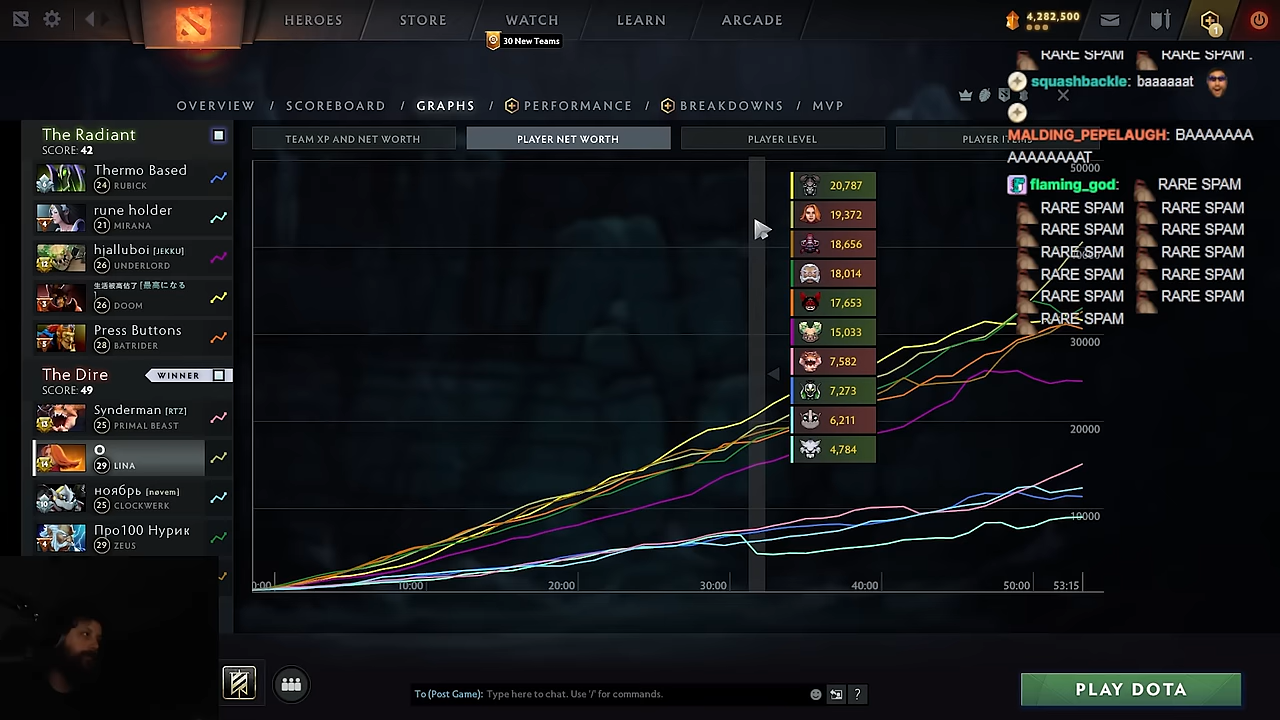 HEROES
STORE
WATCH
LEARN
ARCADE
4,282,500
1
30 New Teams
OVERVIEW / SCOREBOARD / GRAPHS / PERFORMANCE / BREAKDOWNS / MVP
RARE SPAM RARE SPAM .
squashbackle: baaaaaat
MALDING_PEPELAUGH: BAAAAAAA
AAAAAAAAT
flaming_god: RARE SPAM
RARE SPAM RARE SPAM
RARE SPAM RARE SPAM
RARE SPAM RARE SPAM
RARE SPAM RARE SPAM
RARE SPAM RARE SPAM
RARE SPAM
The Radiant
SCORE: 42
Thermo Based
24 RUBICK
rune holder
21 MIRANA
hjalluboi [JEKKU]
26 UNDERLORD
26 DOOM
Press Buttons
28 BATRIDER
The Dire
WINNER
SCORE: 49
Synderman [RTZ]
25 PRIMAL BEAST
O
29 LINA
ноябрь [nøvem]
25 CLOCKWERK
Про100 Нурик
29 ZEUS
TEAM XP AND NET WORTH
PLAYER NET WORTH
PLAYER LEVEL
PLAYER ITEMS
20,787
19,372
18,656
18,014
17,653
15,033
7,582
7,273
6,211
4,784
50000
30000
20000
10000
0:00
10:00
20:00
30:00
40:00
50:00
53:15
To (Post Game): Type here to chat. Use '/' for commands.
?
PLAY DOTA